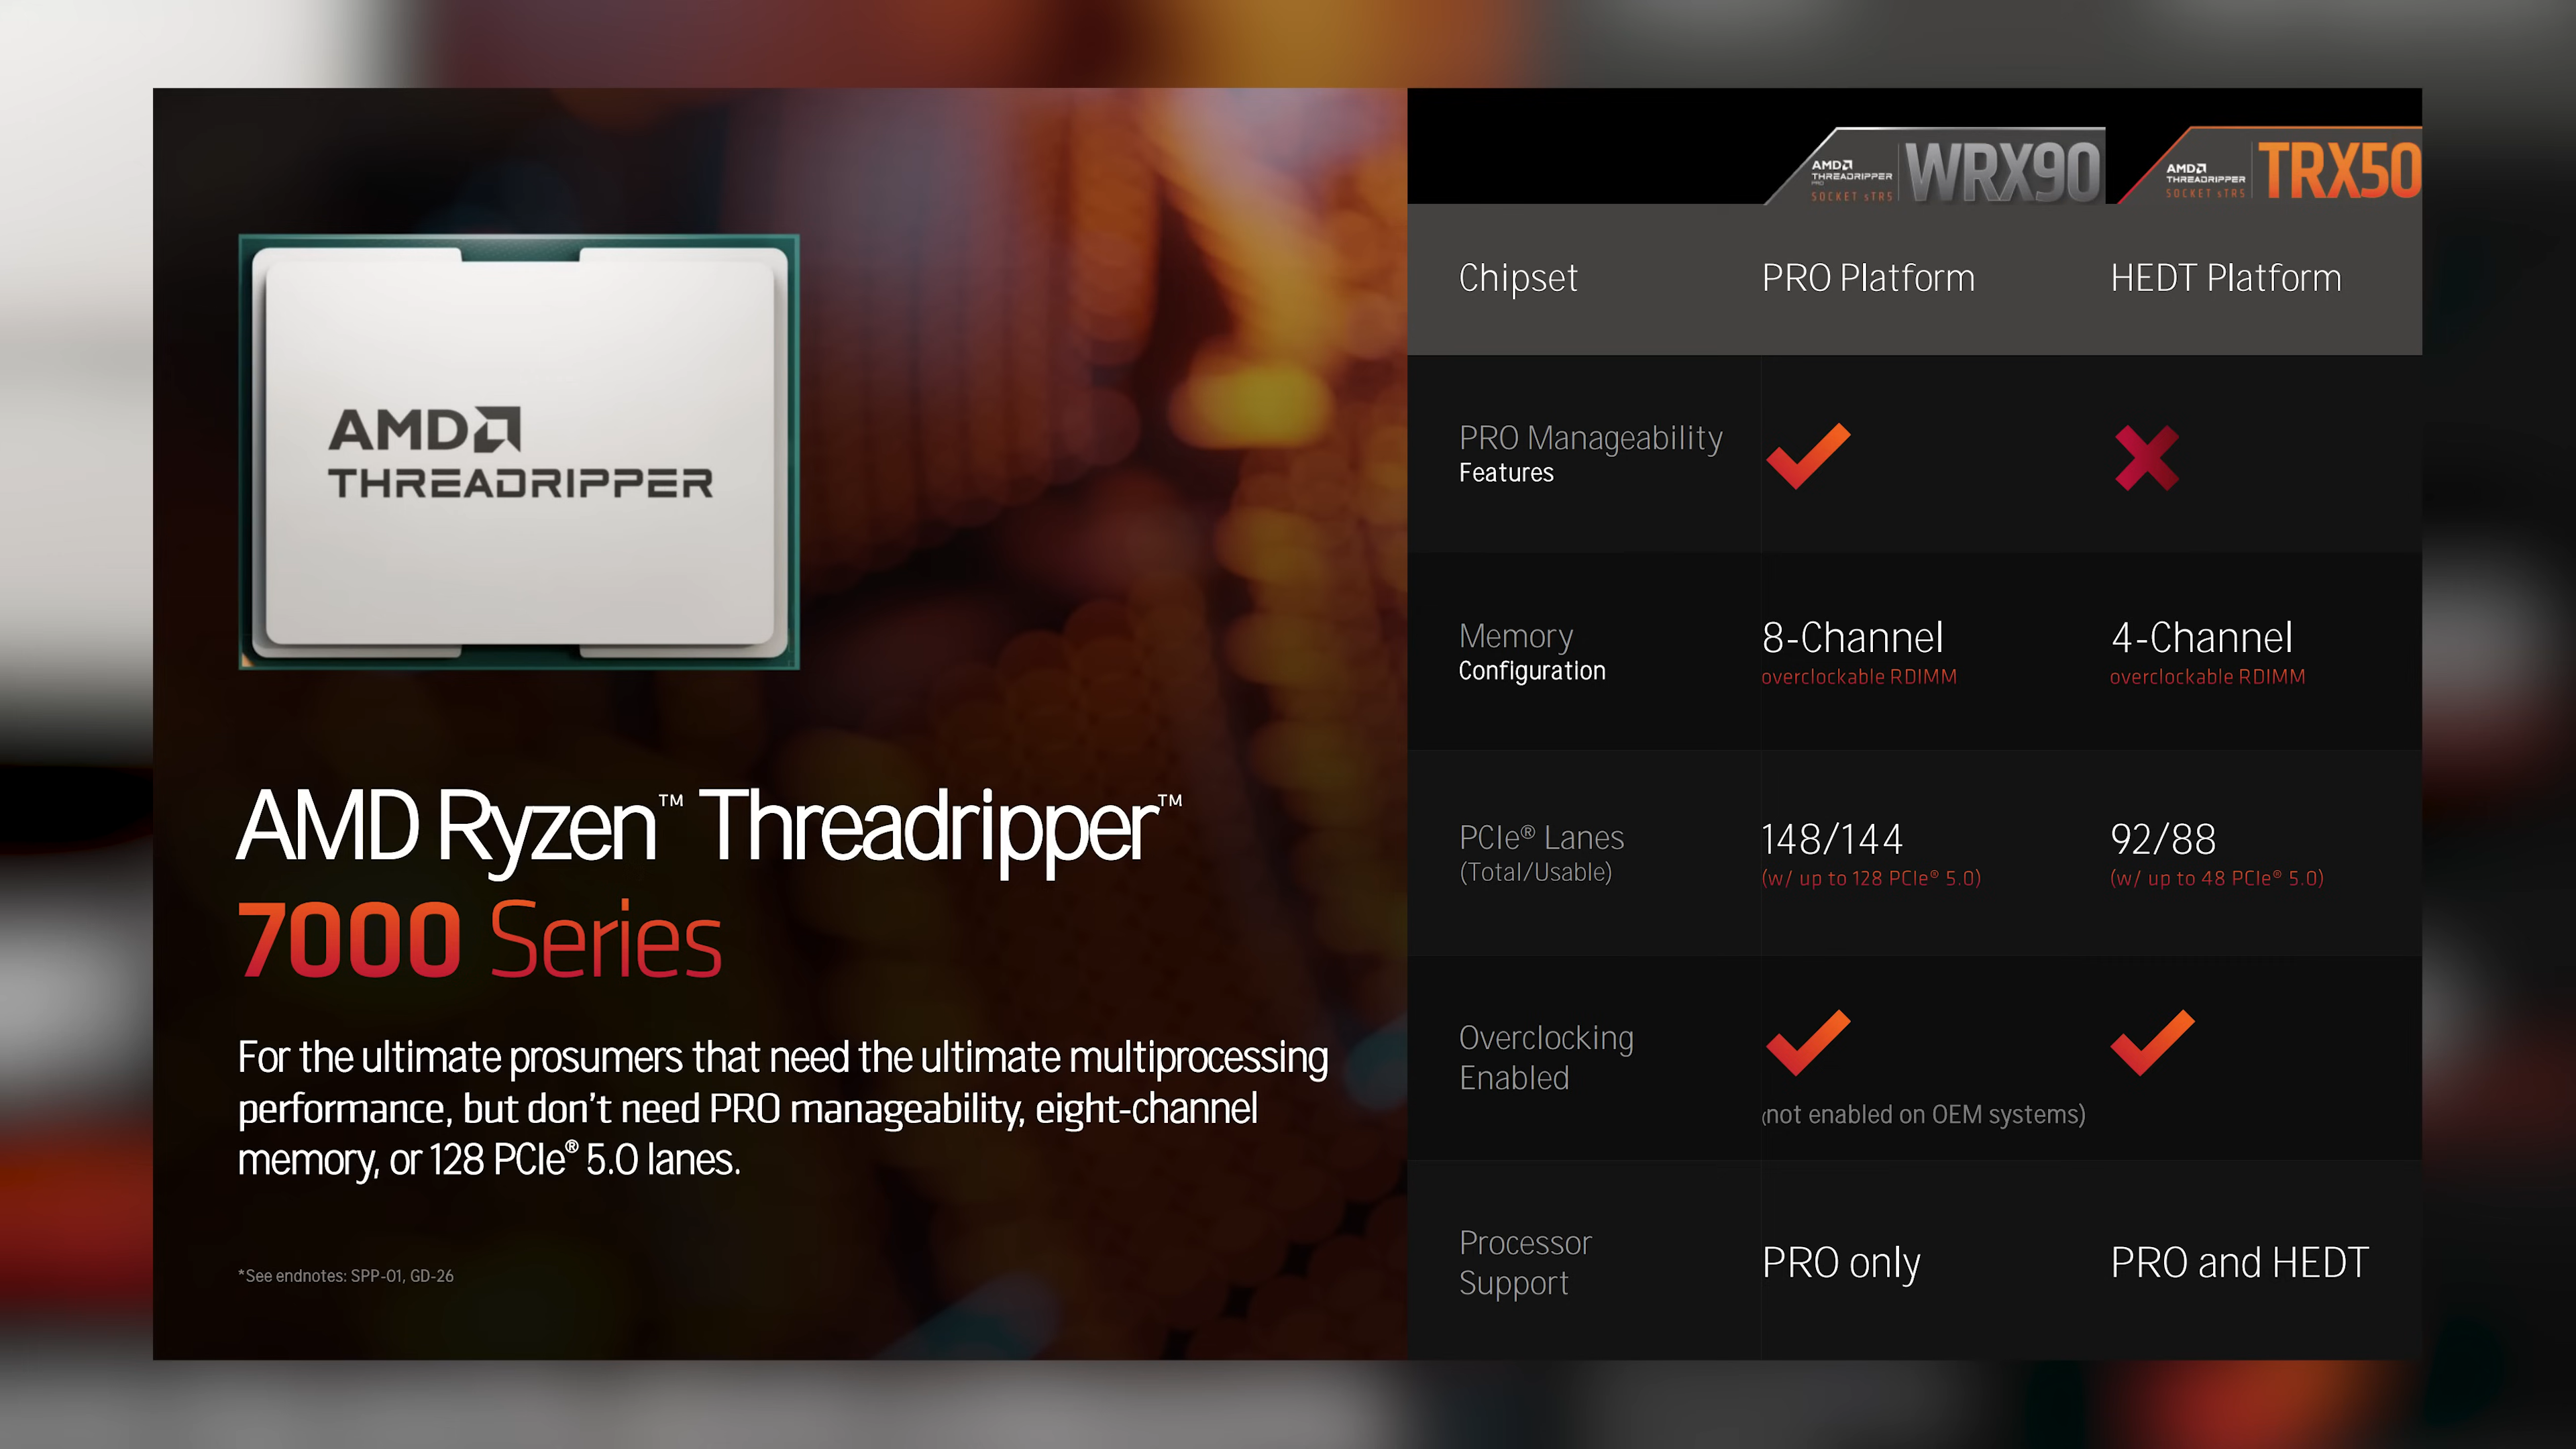 AMD
THREADRIPPER
AMD Ryzen™ Threadripper™
7000 Series
For the ultimate prosumers that need the ultimate multiprocessing
performance, but don't need PRO manageability, eight-channel
memory, or 128 PCIe® 5.0 lanes.
*See endnotes: SPP-01, GD-26
AMD
THREADRIPPER
PRO
SOCKET sTR5
WRX90
AMD
THREADRIPPER
SOCKET sTR5
TRX50
Chipset PRO Platform HEDT Platform
PRO Manageability
Features
Memory
Configuration
8-Channel
overclockable RDIMM
4-Channel
overclockable RDIMM
PCIe® Lanes
(Total/Usable)
148/144
(w/ up to 128 PCIe® 5.0)
92/88
(w/ up to 48 PCIe® 5.0)
Overclocking
Enabled
(not enabled on OEM systems)
Processor
Support
PRO only
PRO and HEDT